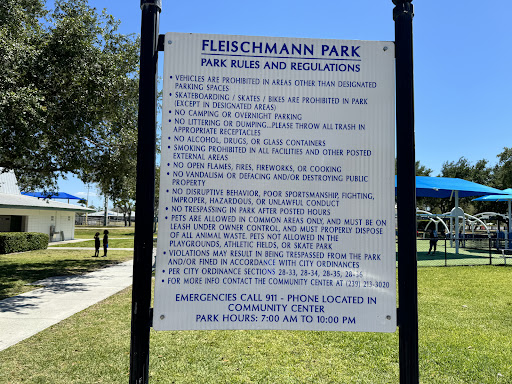 FLEISCHMANN PARK
PARK RULES AND REGULATIONS
• VEHICLES ARE PROHIBITED IN AREAS OTHER THAN DESIGNATED
PARKING SPACES
• SKATEBOARDING / SKATES / BIKES ARE PROHIBITED IN PARK
(EXCEPT IN DESIGNATED AREAS)
• NO CAMPING OR OVERNIGHT PARKING
• NO LITTERING OR DUMPING...PLEASE THROW ALL TRASH IN
APPROPRIATE RECEPTACLES
• NO ALCOHOL, DRUGS, OR GLASS CONTAINERS
• SMOKING PROHIBITED IN ALL FACILITIES AND OTHER POSTED
EXTERNAL AREAS
• NO OPEN FLAMES, FIRES, FIREWORKS, OR COOKING
• NO VANDALISM OR DEFACING AND/OR DESTROYING PUBLIC
PROPERTY
• NO DISRUPTIVE BEHAVIOR, POOR SPORTSMANSHIP, FIGHTING,
IMPROPER, HAZARDOUS, OR UNLAWFUL CONDUCT
• NO TRESPASSING IN PARK AFTER POSTED HOURS
• PETS ARE ALLOWED IN COMMON AREAS ONLY, AND MUST BE ON
LEASH UNDER OWNER CONTROL, AND MUST PROPERLY DISPOSE
OF ALL ANIMAL WASTE. PETS NOT ALLOWED IN THE
PLAYGROUNDS, ATHLETIC FIELDS, OR SKATE PARK
• VIOLATIONS MAY RESULT IN BEING TRESPASSED FROM THE PARK
AND/OR FINED IN ACCORDANCE WITH CITY ORDINANCES
• PER CITY ORDINANCE SECTIONS 28-33, 28-34, 28-35, 28-36
• FOR MORE INFO CONTACT THE COMMUNITY CENTER AT (239) 213-3020
EMERGENCIES CALL 911 - PHONE LOCATED IN
COMMUNITY CENTER
PARK HOURS: 7:00 AM TO 10:00 PM